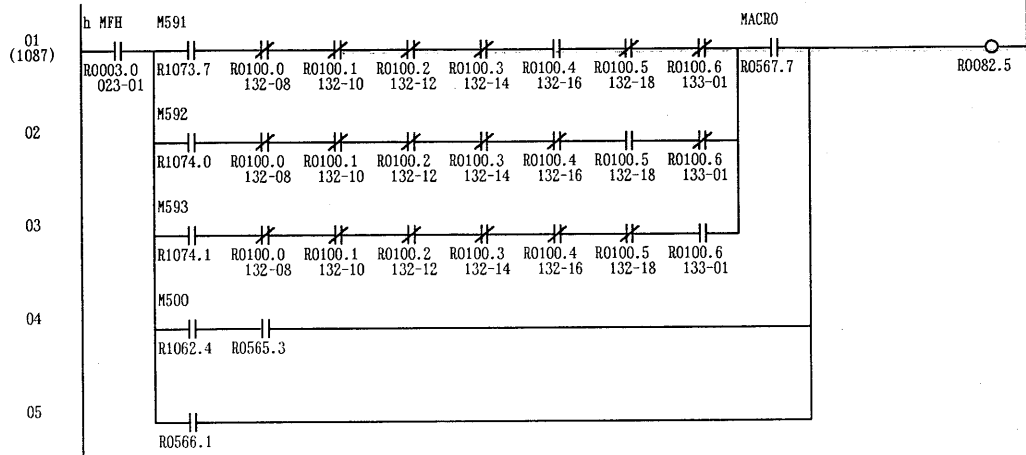 h MFH M591 MACRO
01
(1087)
R0003.0 R1073.7 R0100.0 R0100.1 R0100.2 R0100.3 R0100.4 R0100.5 R0100.6 R0567.7 R0082.5
023-01 132-08 132-10 132-12 132-14 132-16 132-18 133-01
M592
02
R1074.0 R0100.0 R0100.1 R0100.2 R0100.3 R0100.4 R0100.5 R0100.6
132-08 132-10 132-12 132-14 132-16 132-18 133-01
M593
03
R1074.1 R0100.0 R0100.1 R0100.2 R0100.3 R0100.4 R0100.5 R0100.6
132-08 132-10 132-12 132-14 132-16 132-18 133-01
M500
04
R1062.4 R0565.3
05
R0566.1